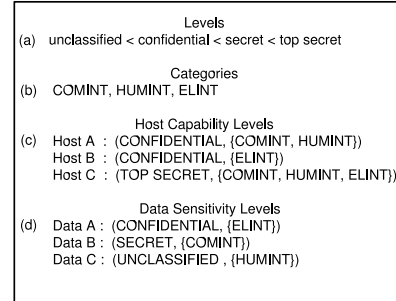 Levels
(a) unclassified < confidential < secret < top secret
Categories
(b) COMINT, HUMINT, ELINT
Host Capability Levels
(c) Host A : (CONFIDENTIAL, {COMINT, HUMINT})
Host B : (CONFIDENTIAL, {ELINT})
Host C : (TOP SECRET, {COMINT, HUMINT, ELINT})
Data Sensitivity Levels
(d) Data A : (CONFIDENTIAL, {ELINT})
Data B : (SECRET, {COMINT})
Data C : (UNCLASSIFIED , {HUMINT})